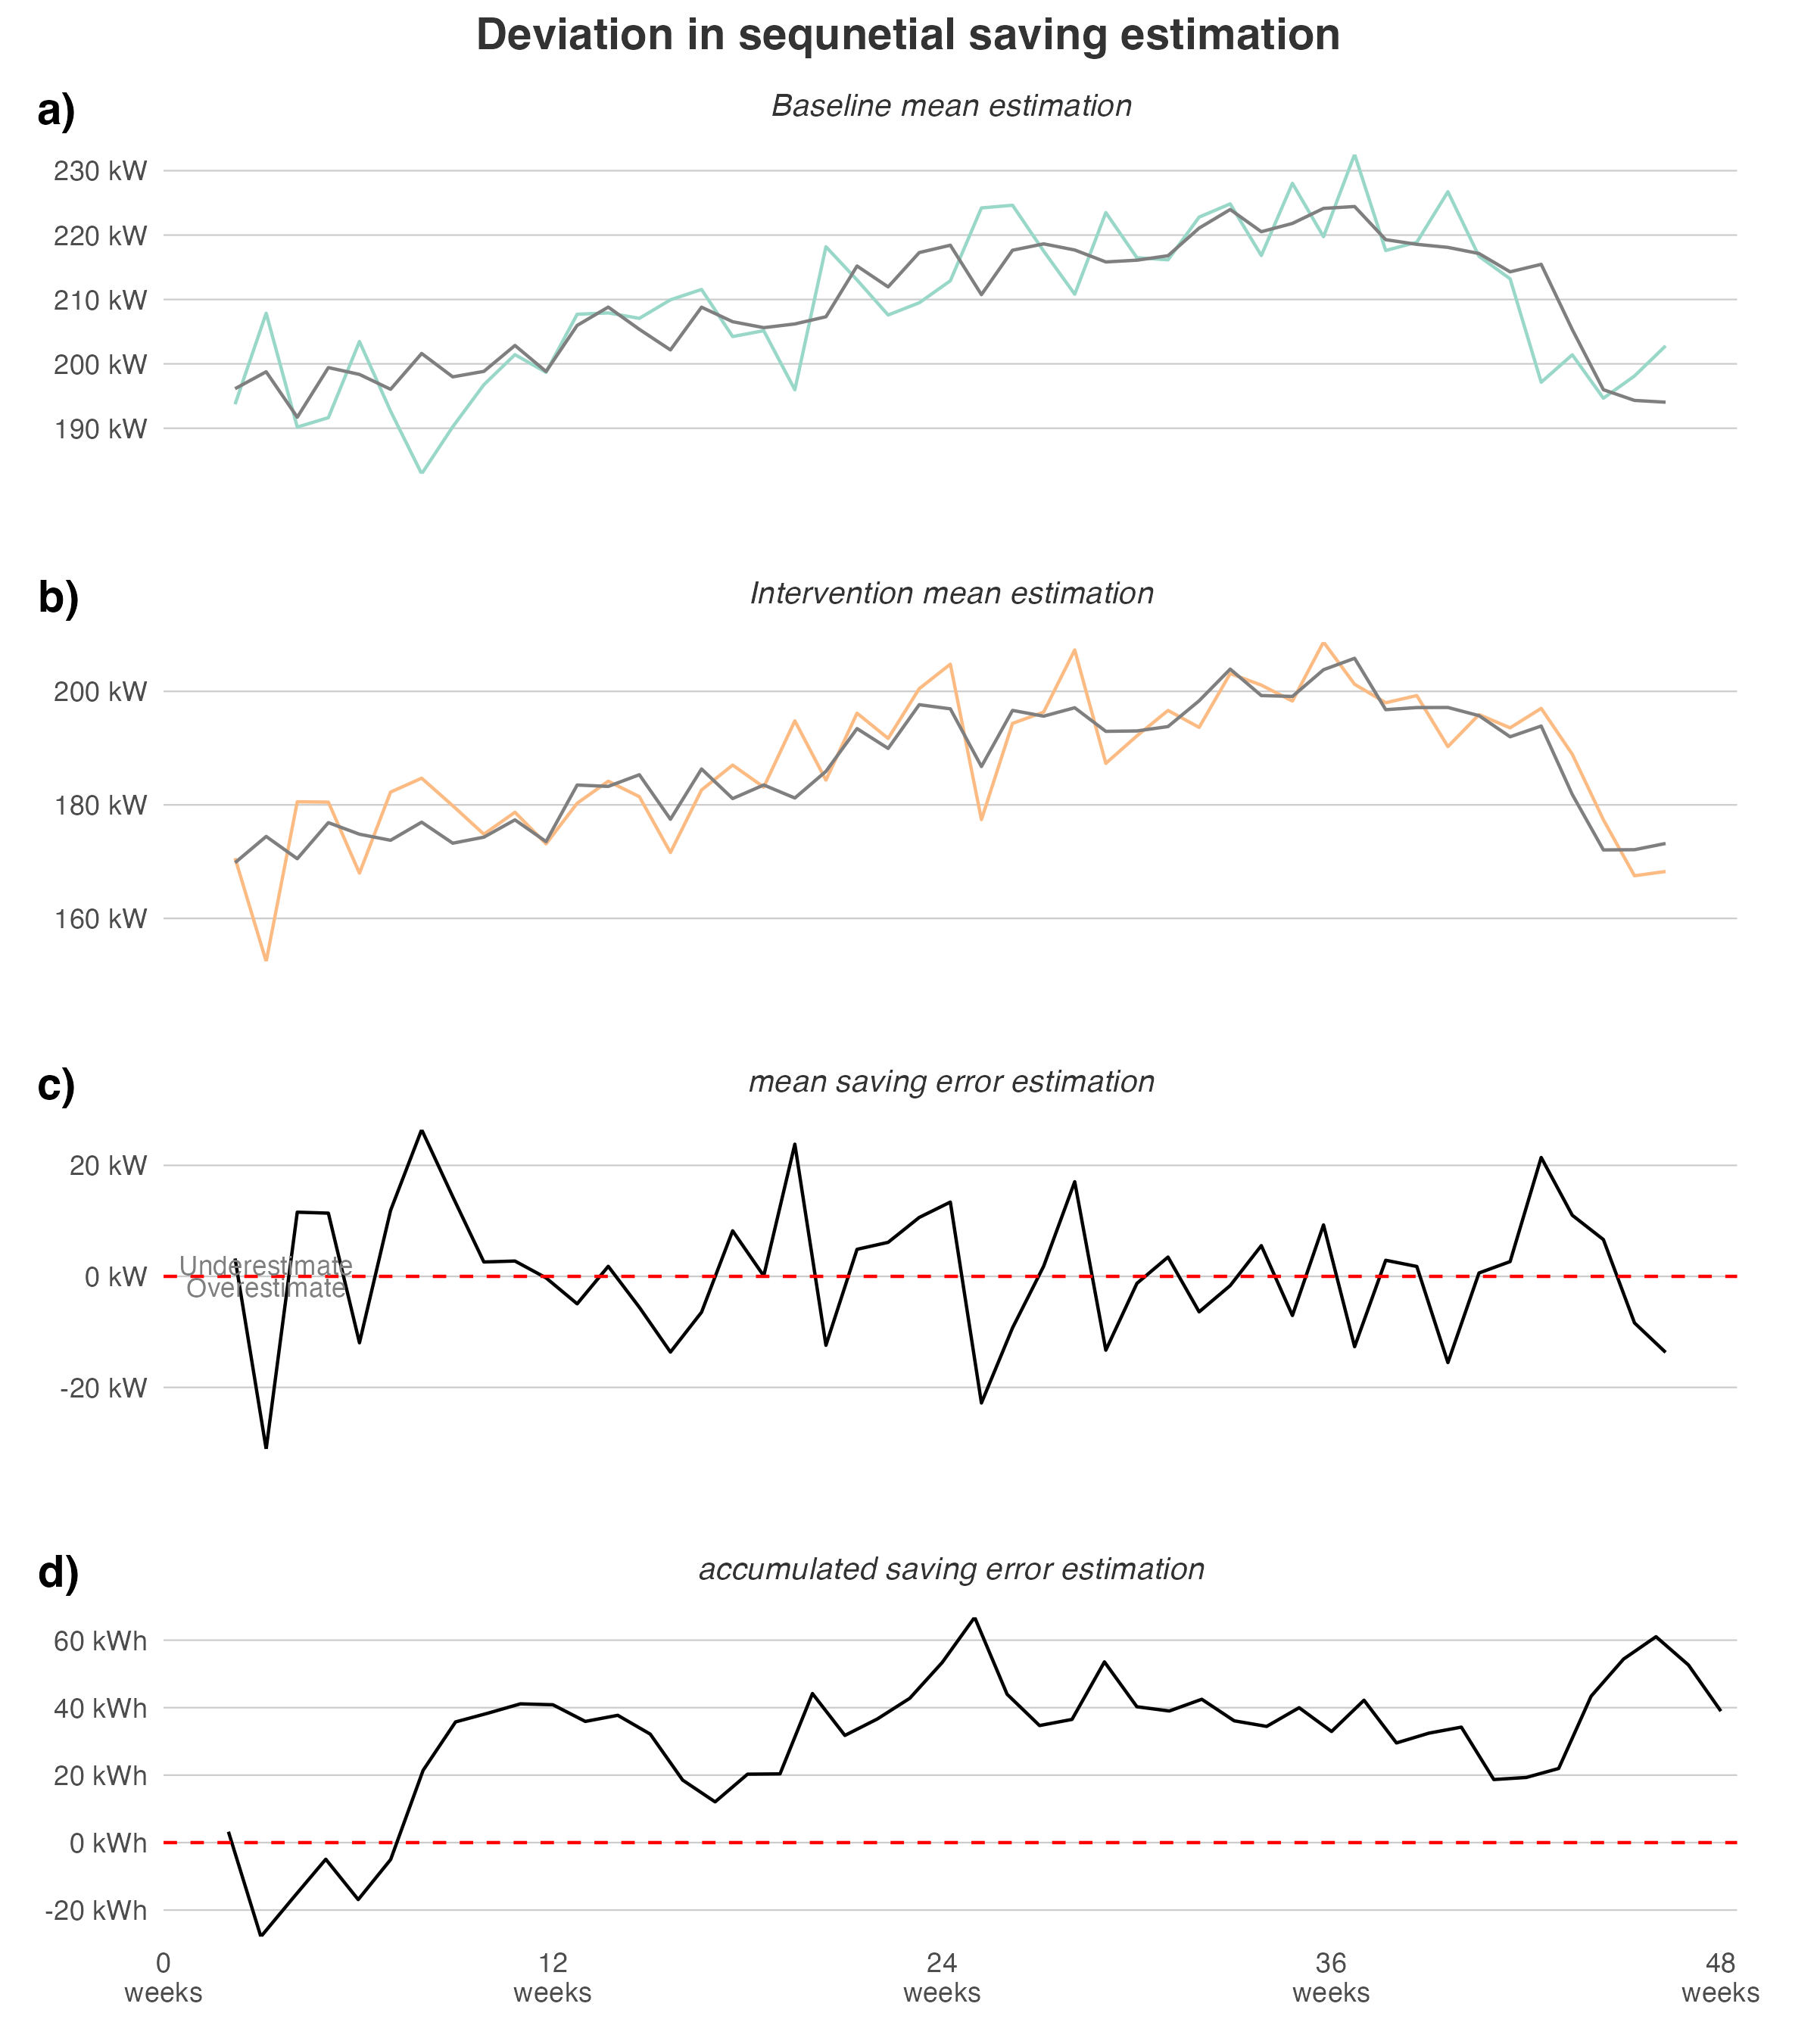 Deviation in sequnetial saving estimation
a)
Baseline mean estimation
230 kW
220 kW
210 kW
200 kW
190 kW
b)
Intervention mean estimation
200 kW
180 kW
160 kW
c)
mean saving error estimation
20 kW
Underestimate
0 kW
Overestimate
-20 kW
d)
accumulated saving error estimation
60 kWh
40 kWh
20 kWh
0 kWh
-20 kWh
0 12 24 36 48
weeks weeks weeks weeks weeks